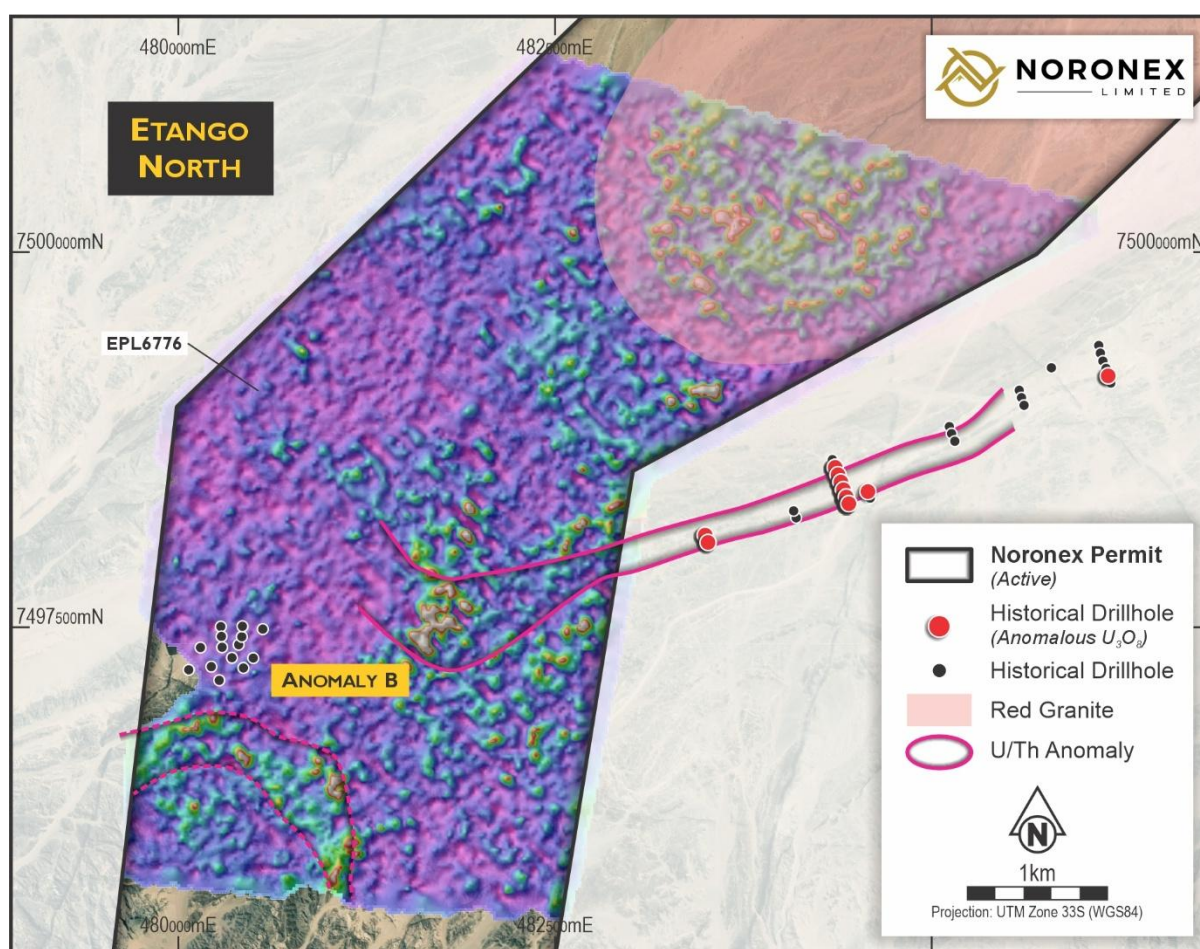 480000mE
482500mE
NORONEX
LIMITED
ETANGO
NORTH
7500000mN
7500000mN
EPL6776
7497500mN
ANOMALY B
Noronex Permit
(Active)
Historical Drillhole
(Anomalous U₃O₈)
Historical Drillhole
Red Granite
U/Th Anomaly
N
1km
Projection: UTM Zone 33S (WGS84)
480000mE
482500mE